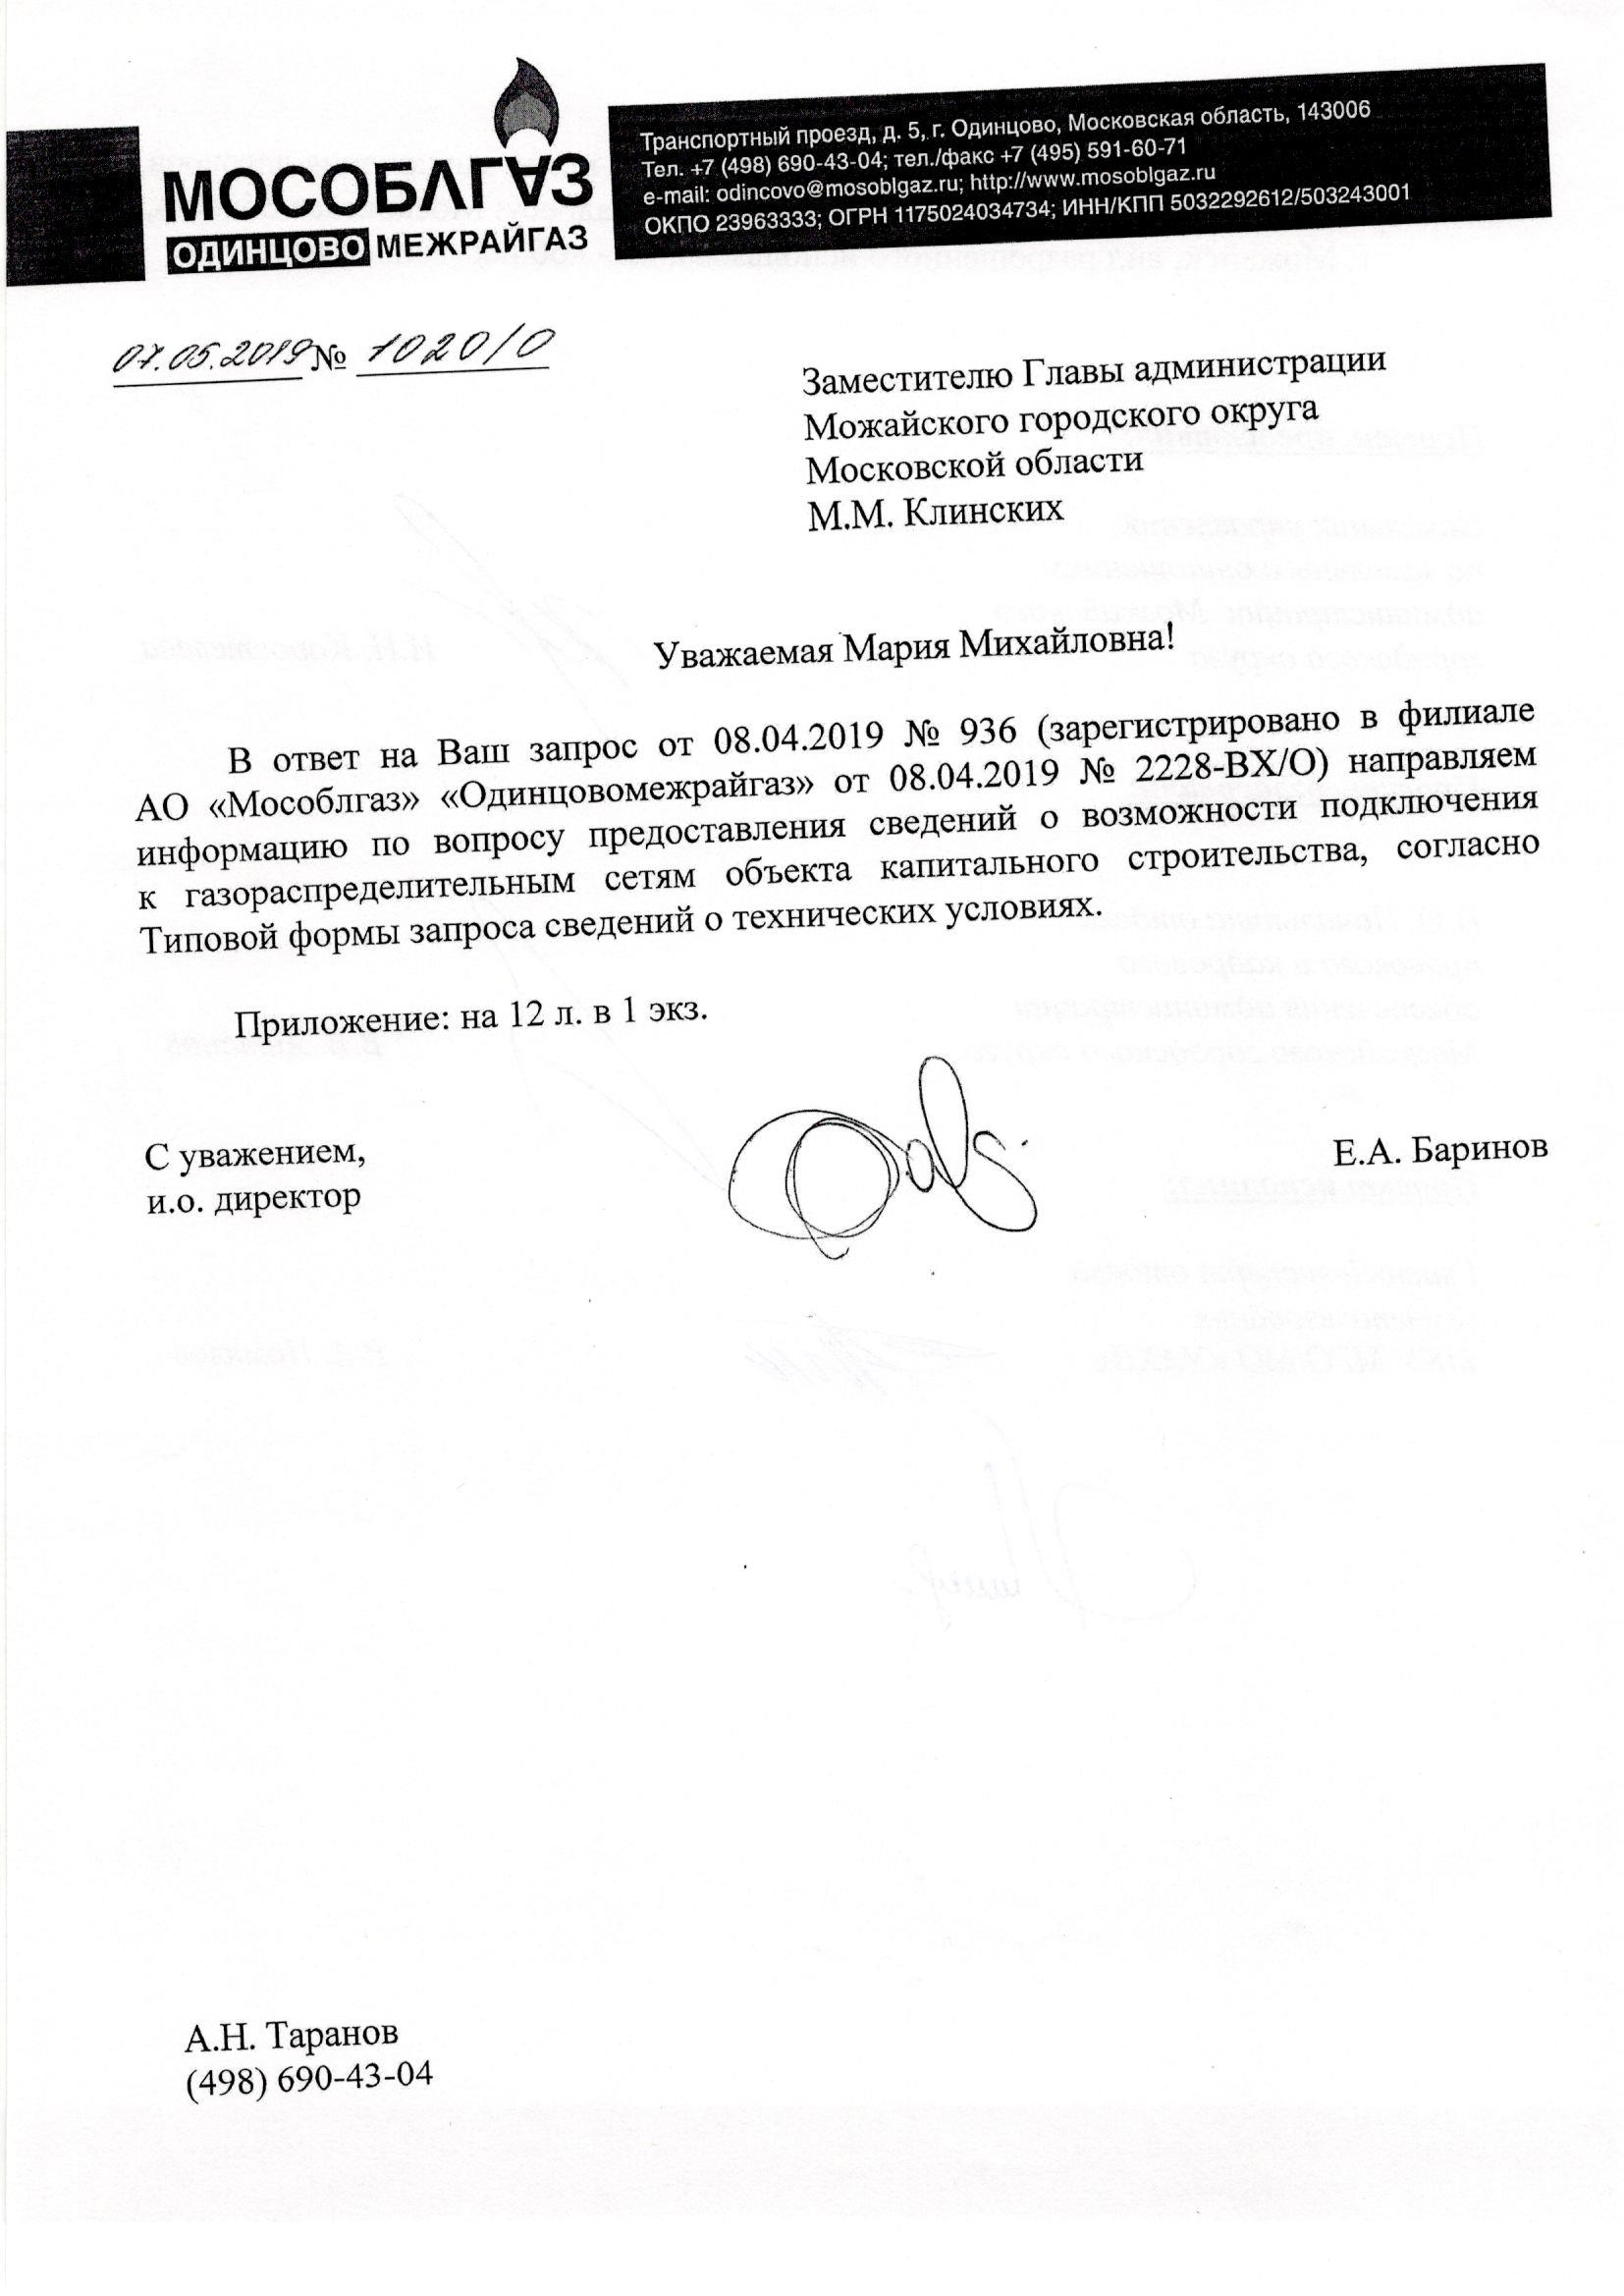 МОСОБЛГАЗ
ОДИНЦОВО МЕЖРАЙГАЗ
Транспортный проезд, д. 5, г. Одинцово, Московская область, 143006
Тел. +7 (498) 690-43-04; тел./факс +7 (495) 591-60-71
e-mail: odincovo@mosoblgaz.ru; http://www.mosoblgaz.ru
ОКПО 23963333; ОГРН 1175024034734; ИНН/КПП 5032292612/503243001
07.05.2019 № 1020/О
Заместителю Главы администрации
Можайского городского округа
Московской области
М.М. Клинских
Уважаемая Мария Михайловна!
В ответ на Ваш запрос от 08.04.2019 № 936 (зарегистрировано в филиале
АО «Мособлгаз» «Одинцовомежрайгаз» от 08.04.2019 № 2228-ВХ/О) направляем
информацию по вопросу предоставления сведений о возможности подключения
к газораспределительным сетям объекта капитального строительства, согласно
Типовой формы запроса сведений о технических условиях.
Приложение: на 12 л. в 1 экз.
С уважением,
и.о. директор
Е.А. Баринов
А.Н. Таранов
(498) 690-43-04